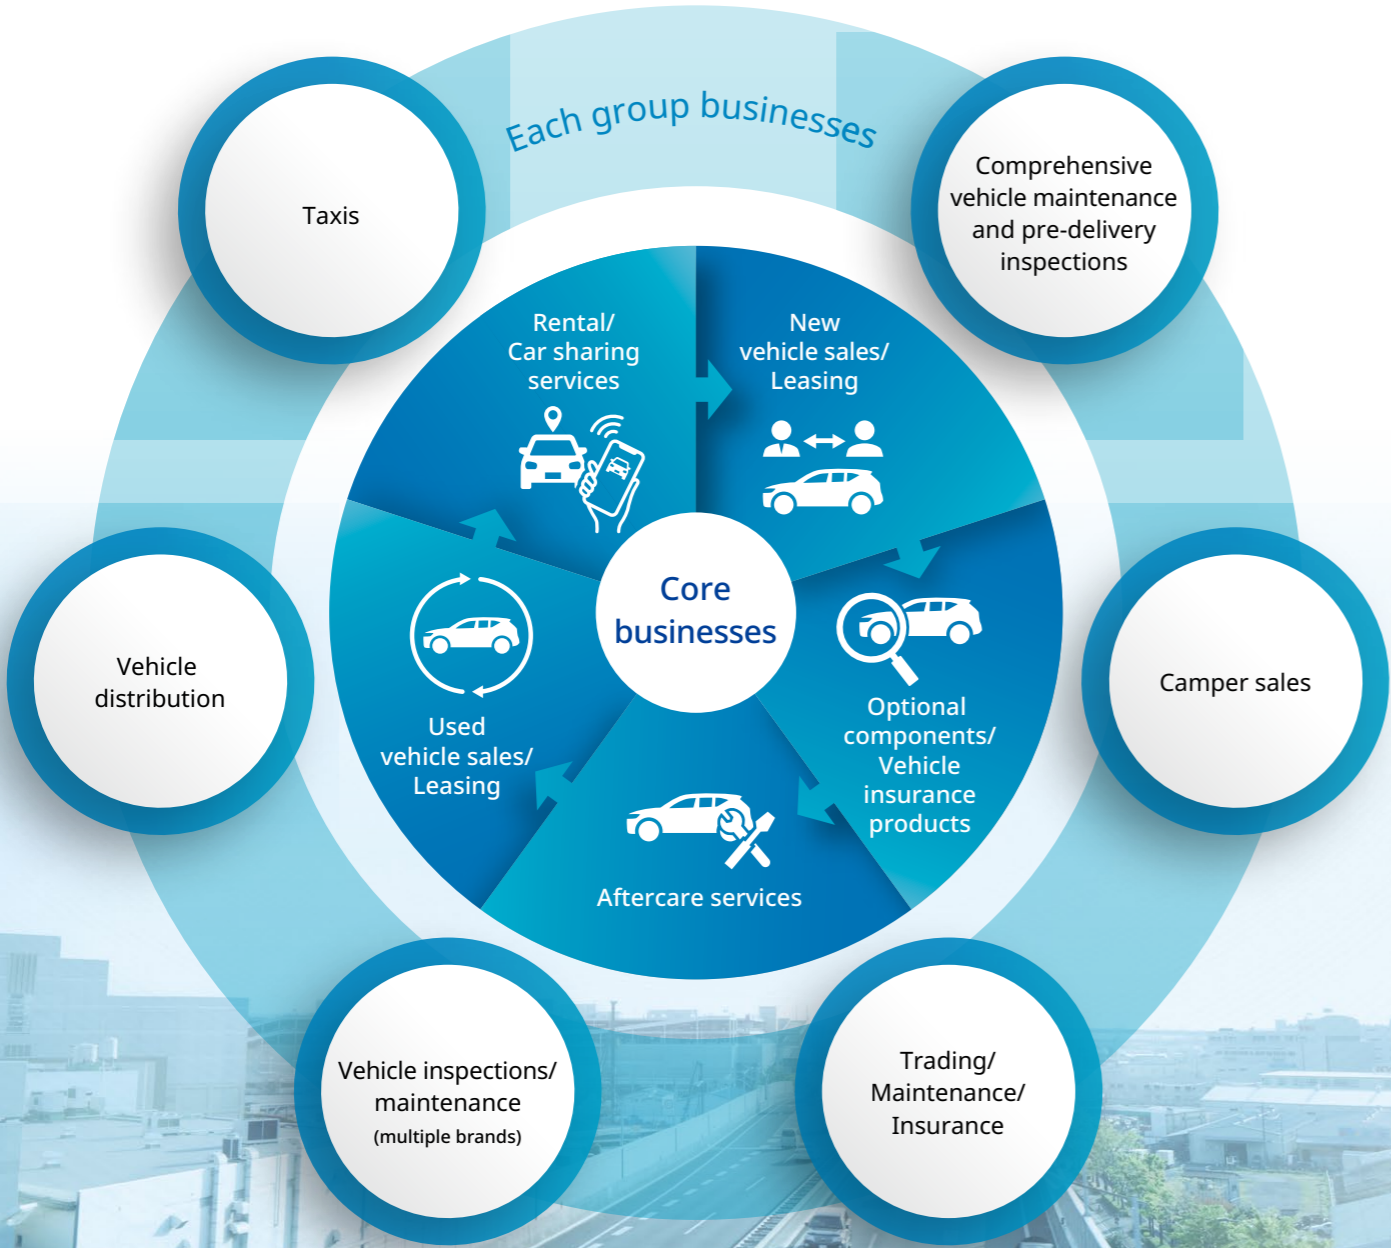 Each group businesses
Taxis
Comprehensive
vehicle maintenance
and pre-delivery
inspections
Rental/
Car sharing
services
New
vehicle sales/
Leasing
Core
businesses
Vehicle
distribution
Camper sales
Used
vehicle sales/
Leasing
Optional
components/
Vehicle
insurance
products
Aftercare services
Vehicle inspections/
maintenance
(multiple brands)
Trading/
Maintenance/
Insurance